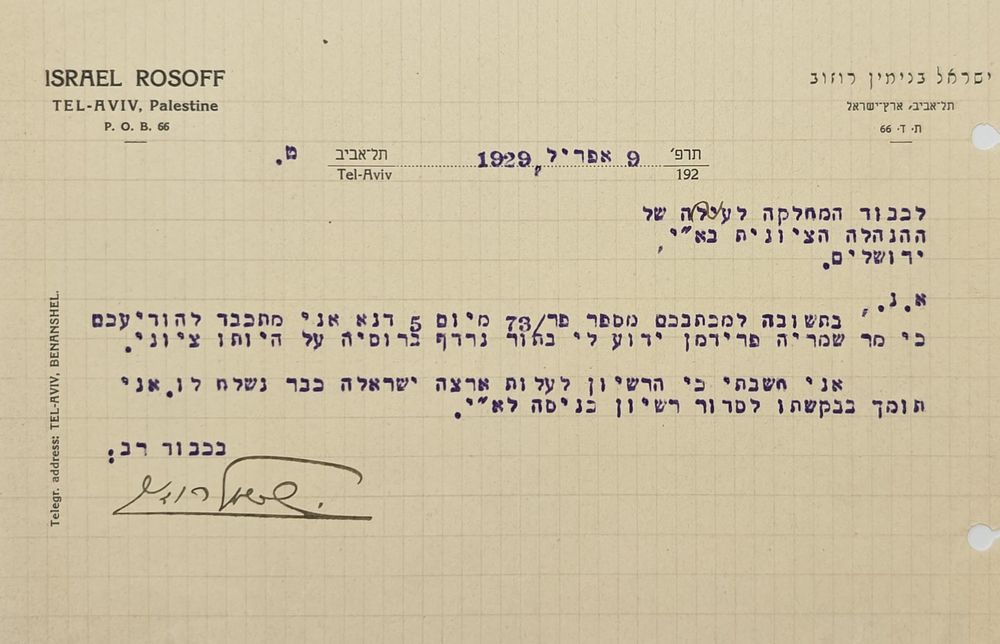 ISRAEL ROSOFF
TEL-AVIV, Palestine
P. O. B. 66
ישראל בנימין רוזוב
תל־אביב, ארץ־ישראל
ת. ד. 66
תל־אביב 9 אפריל, 1929 תרפ׳ ט.
Tel-Aviv 192
לכבוד המחלקה לעליה של
ההנהלה הציונית בא"י,
ירושלים.
א.נ.,
בתשובה למכתבכם מספר פר/73 מיום 5 דנא אני מתכבד להודיעכם
כי מר שמריה פרידמן ידוע לי בתור נרדף ברוסיה על היותו ציוני.
אני חשבתי כי הרשיון לעלות ארצה ישראלה כבר נשלח לו. אני
תומך בבקשתו לסדור רשיון כניסה לא"י.
בכבוד רב:
Telegr. address: TEL-AVIV, BENANSHEL.